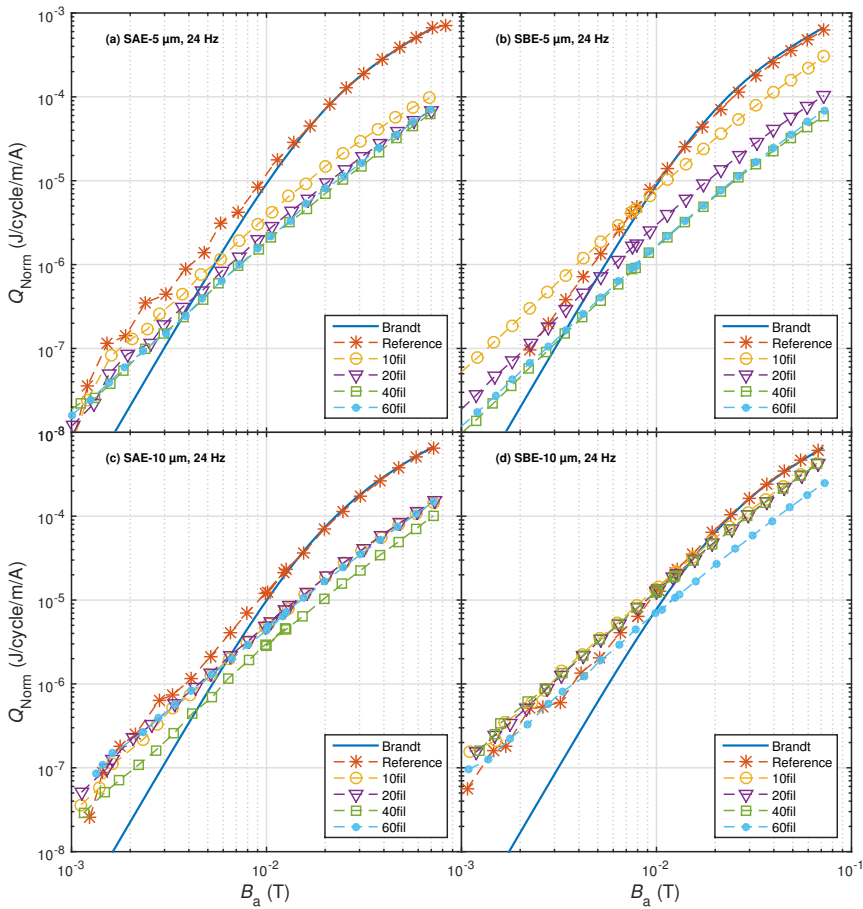 10⁻³
10⁻⁴
10⁻⁵
10⁻⁶
10⁻⁷
10⁻⁸
Q_Norm (J/cycle/m/A)
(a) SAE-5 µm, 24 Hz
Brandt
Reference
10fil
20fil
40fil
60fil
(b) SBE-5 µm, 24 Hz
Brandt
Reference
10fil
20fil
40fil
60fil
10⁻⁴
10⁻⁵
10⁻⁶
10⁻⁷
10⁻⁸
Q_Norm (J/cycle/m/A)
(c) SAE-10 µm, 24 Hz
Brandt
Reference
10fil
20fil
40fil
60fil
10⁻³
10⁻²
B_a (T)
(d) SBE-10 µm, 24 Hz
Brandt
Reference
10fil
20fil
40fil
60fil
10⁻³
10⁻²
10⁻¹
B_a (T)